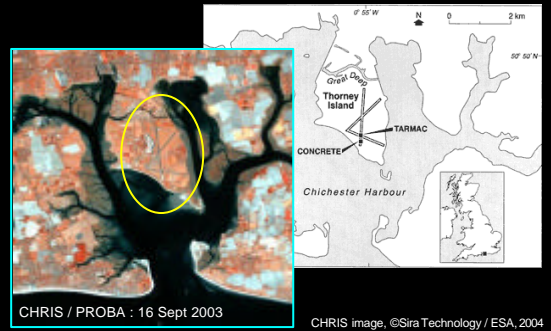 0° 55' W
N
0 2 km
50° 50' N
Great Deep
Thorney
Island
TARMAC
CONCRETE
Chichester Harbour
CHRIS / PROBA : 16 Sept 2003
CHRIS image, ©Sira Technology / ESA, 2004